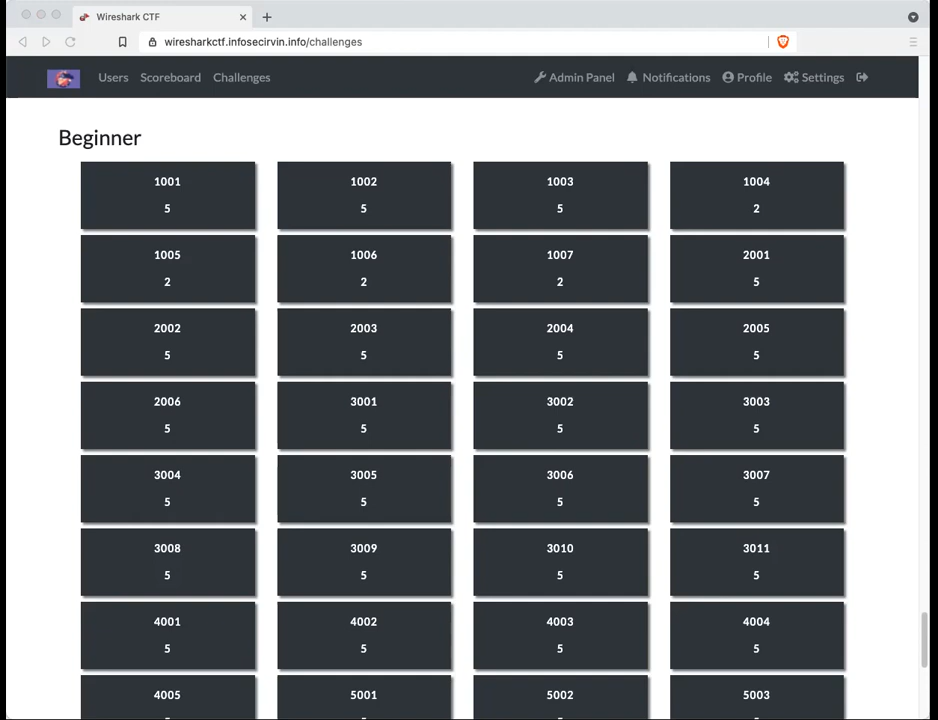 Wireshark CTF
wiresharkctf.infosecirvin.info/challenges
Users Scoreboard Challenges Admin Panel Notifications Profile Settings
Beginner
1001 1002 1003 1004
5 5 5 2
1005 1006 1007 2001
2 2 2 5
2002 2003 2004 2005
5 5 5 5
2006 3001 3002 3003
5 5 5 5
3004 3005 3006 3007
5 5 5 5
3008 3009 3010 3011
5 5 5 5
4001 4002 4003 4004
5 5 5 5
4005 5001 5002 5003